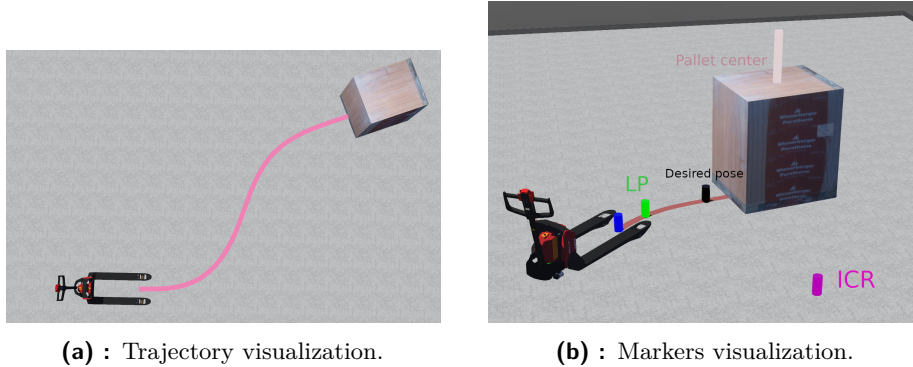 Pallet center
Desired pose
LP
ICR
(a) : Trajectory visualization.
(b) : Markers visualization.